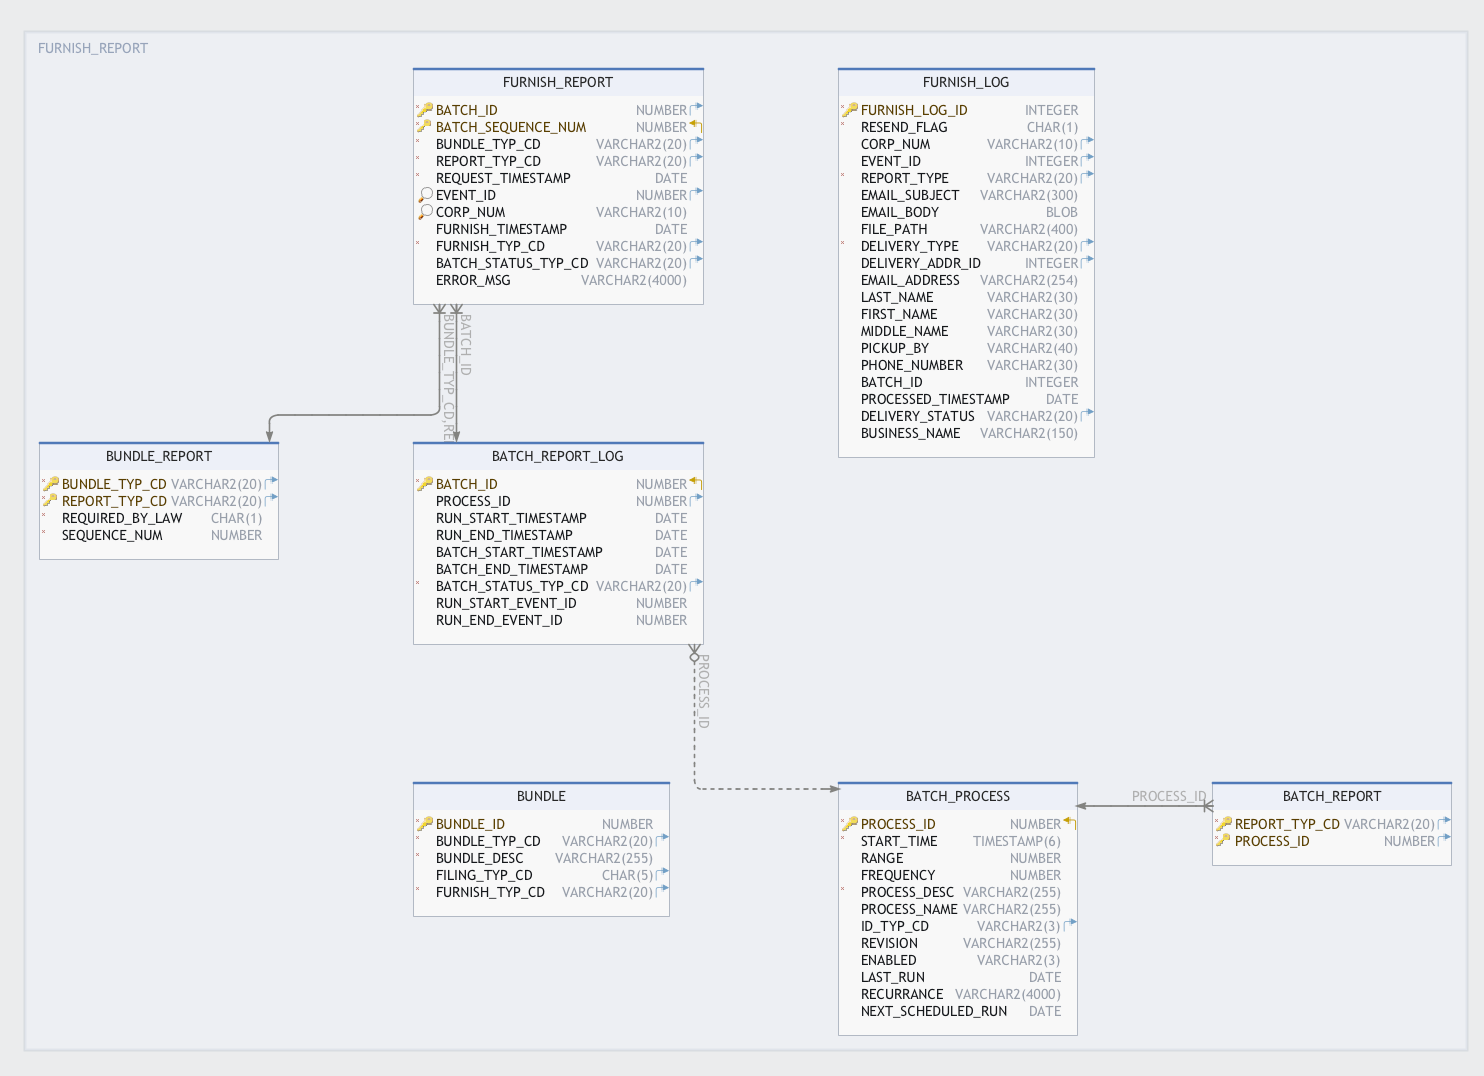 FURNISH_REPORT
FURNISH_REPORT
BATCH_ID NUMBER
BATCH_SEQUENCE_NUM NUMBER
BUNDLE_TYP_CD VARCHAR2(20)
REPORT_TYP_CD VARCHAR2(20)
REQUEST_TIMESTAMP DATE
EVENT_ID NUMBER
CORP_NUM VARCHAR2(10)
FURNISH_TIMESTAMP DATE
FURNISH_TYP_CD VARCHAR2(20)
BATCH_STATUS_TYP_CD VARCHAR2(20)
ERROR_MSG VARCHAR2(4000)
FURNISH_LOG
FURNISH_LOG_ID INTEGER
RESEND_FLAG CHAR(1)
CORP_NUM VARCHAR2(10)
EVENT_ID INTEGER
REPORT_TYPE VARCHAR2(20)
EMAIL_SUBJECT VARCHAR2(300)
EMAIL_BODY BLOB
FILE_PATH VARCHAR2(400)
DELIVERY_TYPE VARCHAR2(20)
DELIVERY_ADDR_ID INTEGER
EMAIL_ADDRESS VARCHAR2(254)
LAST_NAME VARCHAR2(30)
FIRST_NAME VARCHAR2(30)
MIDDLE_NAME VARCHAR2(30)
PICKUP_BY VARCHAR2(40)
PHONE_NUMBER VARCHAR2(30)
BATCH_ID INTEGER
PROCESSED_TIMESTAMP DATE
DELIVERY_STATUS VARCHAR2(20)
BUSINESS_NAME VARCHAR2(150)
BUNDLE_TYP_CD,RE
BATCH_ID
BUNDLE_REPORT
BUNDLE_TYP_CD VARCHAR2(20)
REPORT_TYP_CD VARCHAR2(20)
REQUIRED_BY_LAW CHAR(1)
SEQUENCE_NUM NUMBER
BATCH_REPORT_LOG
BATCH_ID NUMBER
PROCESS_ID NUMBER
RUN_START_TIMESTAMP DATE
RUN_END_TIMESTAMP DATE
BATCH_START_TIMESTAMP DATE
BATCH_END_TIMESTAMP DATE
BATCH_STATUS_TYP_CD VARCHAR2(20)
RUN_START_EVENT_ID NUMBER
RUN_END_EVENT_ID NUMBER
PROCESS_ID
BUNDLE
BUNDLE_ID NUMBER
BUNDLE_TYP_CD VARCHAR2(20)
BUNDLE_DESC VARCHAR2(255)
FILING_TYP_CD CHAR(5)
FURNISH_TYP_CD VARCHAR2(20)
BATCH_PROCESS
PROCESS_ID NUMBER
START_TIME TIMESTAMP(6)
RANGE NUMBER
FREQUENCY NUMBER
PROCESS_DESC VARCHAR2(255)
PROCESS_NAME VARCHAR2(255)
ID_TYP_CD VARCHAR2(3)
REVISION VARCHAR2(255)
ENABLED VARCHAR2(3)
LAST_RUN DATE
RECURRANCE VARCHAR2(4000)
NEXT_SCHEDULED_RUN DATE
PROCESS_ID
BATCH_REPORT
REPORT_TYP_CD VARCHAR2(20)
PROCESS_ID NUMBER